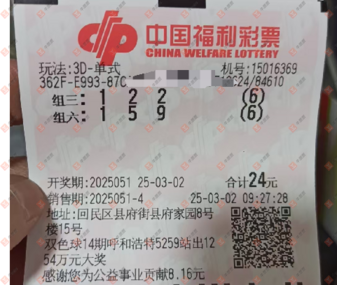 中国福利彩票
CHINA WELFARE LOTTERY
玩法:3D-单式 机号:15016369
362F-E993-87C 624/84610
组三: 1 2 2 (6)
组六: 1 5 9 (6)
开奖期:2025051 25-03-02 合计24元
销售期:2025051-4 25-03-02 09:27:28
地址:回民区县府街县府家园8号
楼15号
双色球14期呼和浩特5259站出12
54万元大奖
感谢您为公益事业贡献8.16元